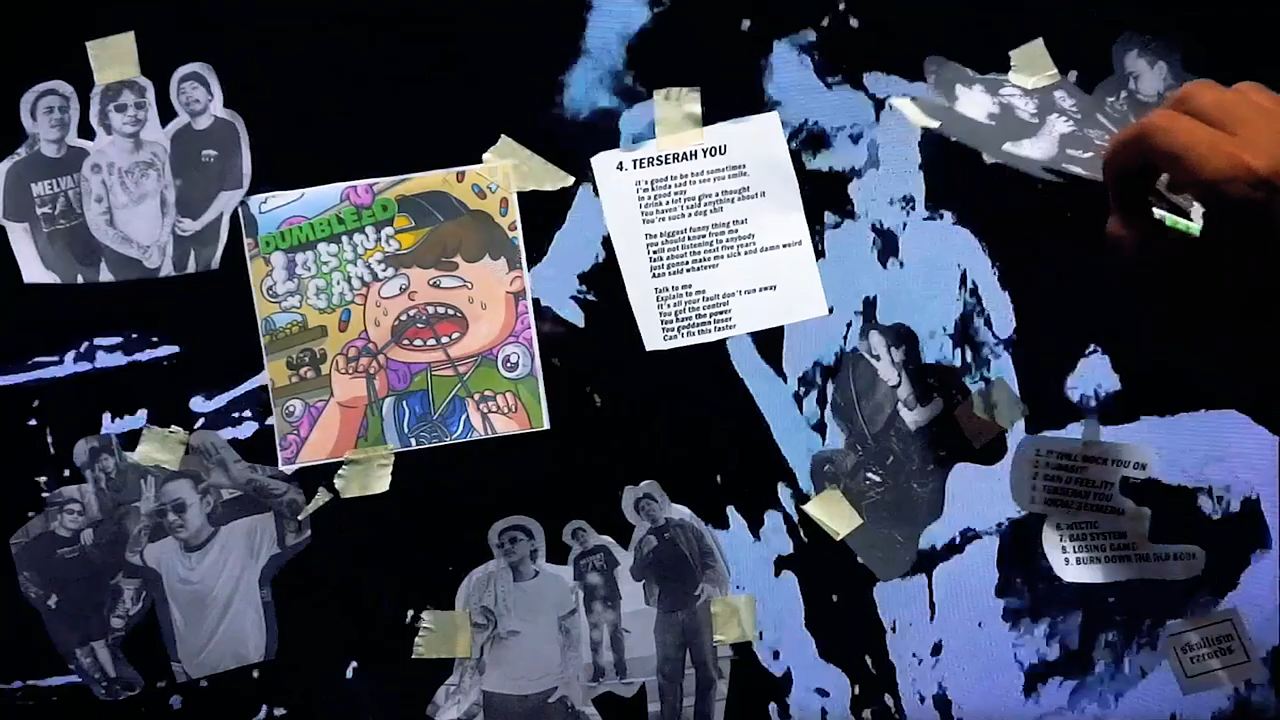 MELVI
DUMBLEED
LOSING
GAME
4. TERSERAH YOU
It's good to be bad sometimes
I'm kinda sad to see you smile,
In a good way
I drink a lot you give a thought
You haven't said anything about it
You're such a dog shit
The biggest funny thing that
you should know from me
I will not listening to anybody
Talk about the next five years
Just gonna make me sick and damn weird
Aan said whatever
Talk to me
Explain to me
It's all your fault don't run away
You got the control
You have the power
You goddamn loser
Can't fix this faster
ROCK YOU ON
2.
3. CAN U FEEL IT?
4. TERSERAH YOU
6.
7. BAD SYSTEM
8. LOSING GAME
9. BURN DOWN THE OLD BOOK
skullism
records